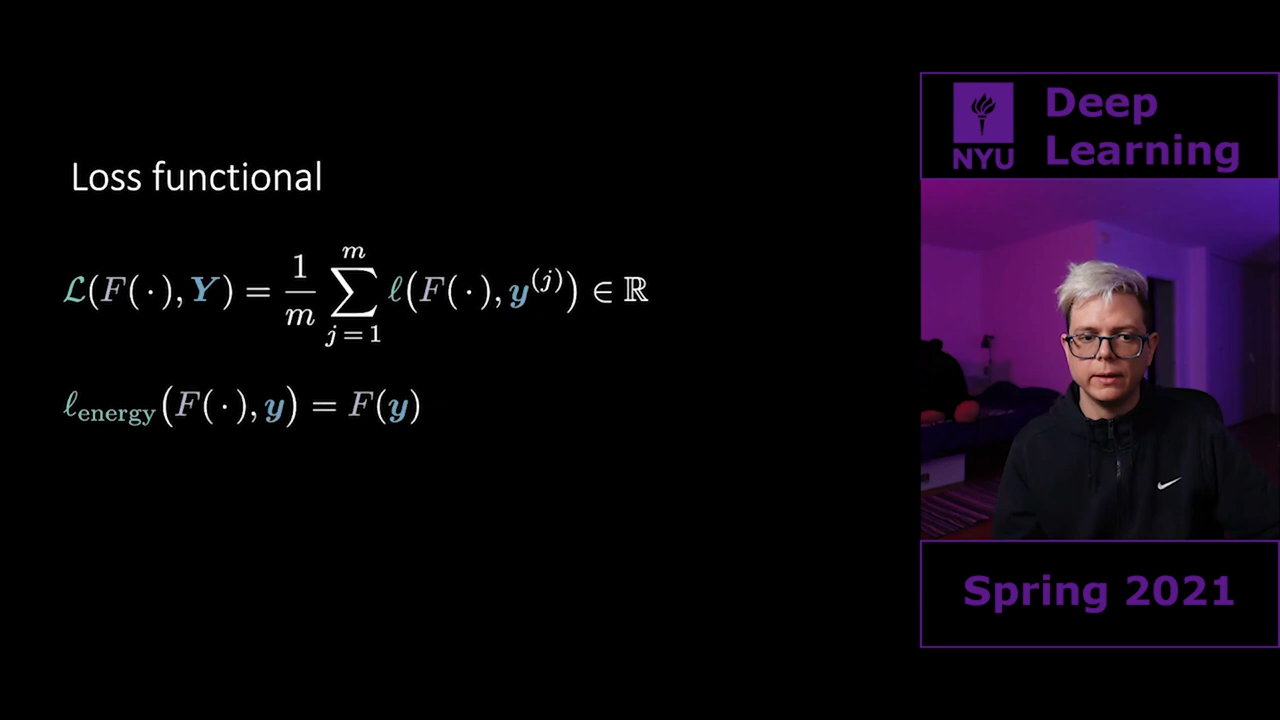 Loss functional
ℒ(F(·), Y) = 1/m ∑_{j=1}^{m} ℓ(F(·), y^{(j)}) ∈ ℝ
ℓ_energy(F(·), y) = F(y)
NYU
Deep
Learning
Spring 2021